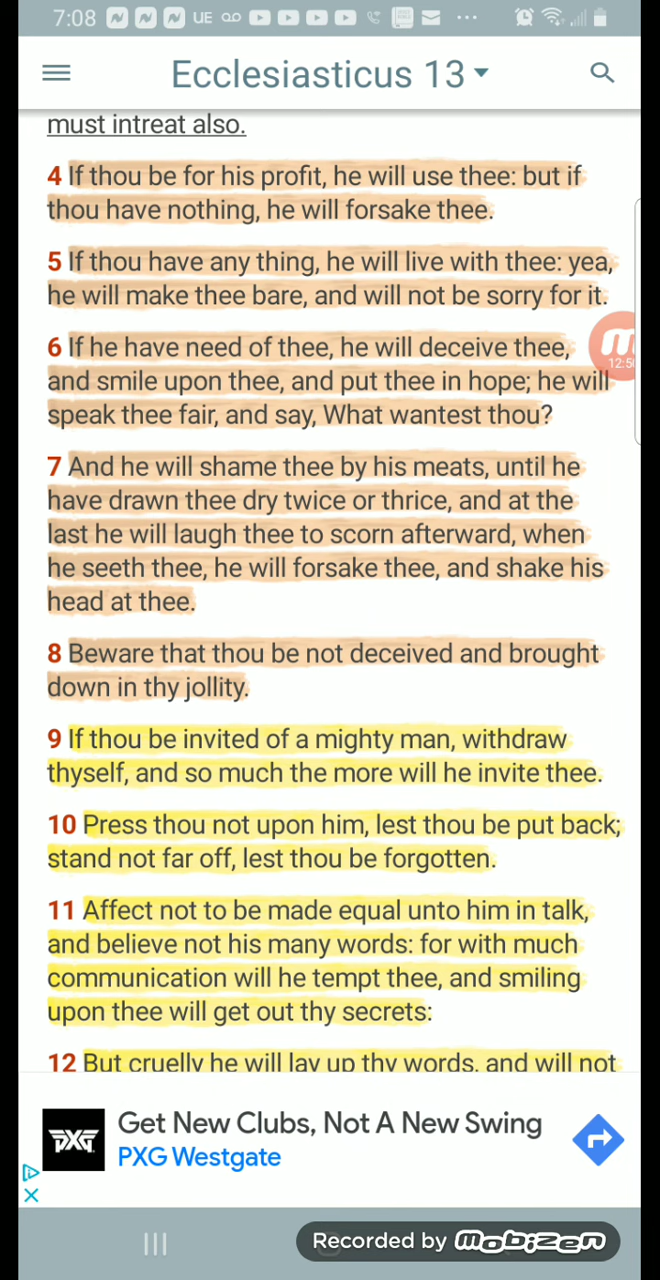 7:08 UE
Ecclesiasticus 13
must intreat also.
4 If thou be for his profit, he will use thee: but if
thou have nothing, he will forsake thee.
5 If thou have any thing, he will live with thee: yea,
he will make thee bare, and will not be sorry for it.
6 If he have need of thee, he will deceive thee,
and smile upon thee, and put thee in hope; he will
speak thee fair, and say, What wantest thou?
m
12:50
7 And he will shame thee by his meats, until he
have drawn thee dry twice or thrice, and at the
last he will laugh thee to scorn afterward, when
he seeth thee, he will forsake thee, and shake his
head at thee.
8 Beware that thou be not deceived and brought
down in thy jollity.
9 If thou be invited of a mighty man, withdraw
thyself, and so much the more will he invite thee.
10 Press thou not upon him, lest thou be put back;
stand not far off, lest thou be forgotten.
11 Affect not to be made equal unto him in talk,
and believe not his many words: for with much
communication will he tempt thee, and smiling
upon thee will get out thy secrets:
12 But cruelly he will lay up thy words, and will not
PXG
Get New Clubs, Not A New Swing
PXG Westgate
Recorded by mobizen